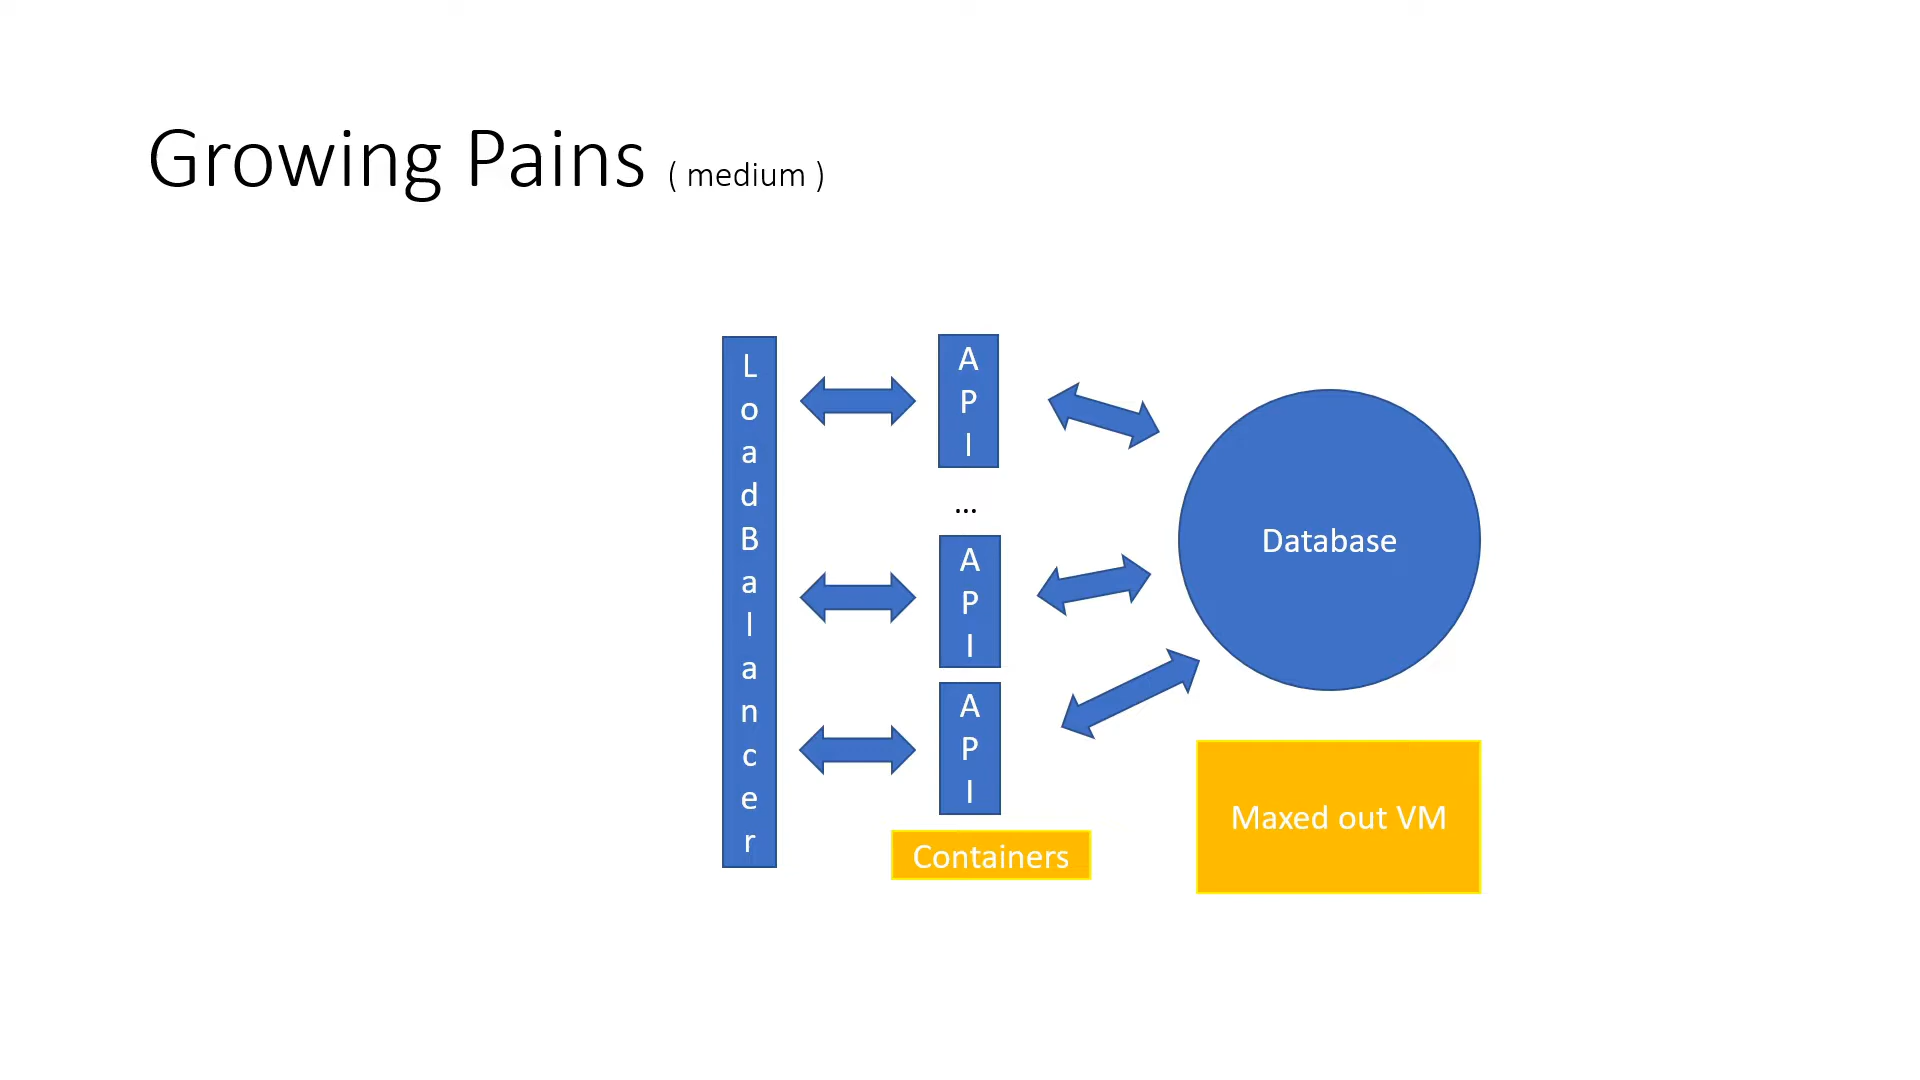 Growing Pains ( medium )
L
o
a
d
B
a
l
a
n
c
e
r
A
P
I
...
A
P
I
A
P
I
Containers
Database
Maxed out VM